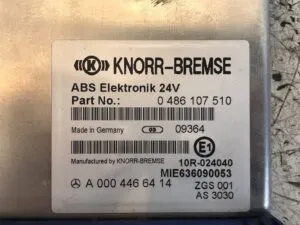 KNORR-BREMSE
ABS Elektronik 24V
Part No.: 0 486 107 510
Made in Germany 09364
E1
Manufactured by KNORR-BREMSE 10R-024040
MIE636090053
A 000 446 64 14 ZGS 001
AS 3030